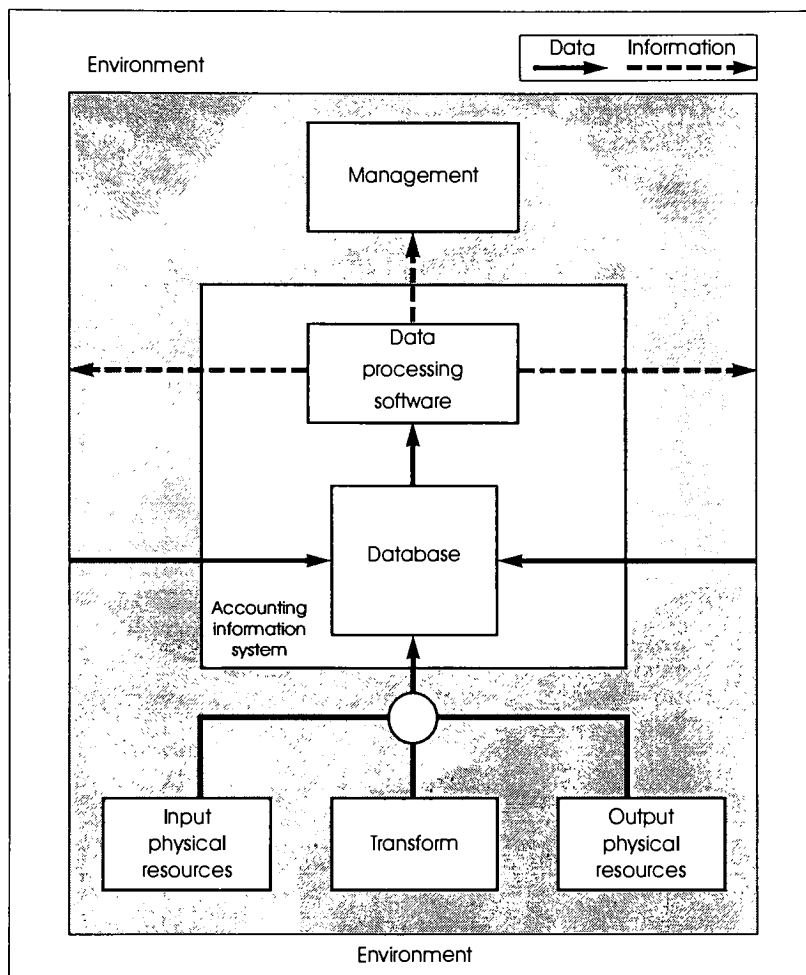 Data Information
Environment
Management
Data
processing
software
Database
Accounting
information
system
Input
physical
resources
Transform
Output
physical
resources
Environment